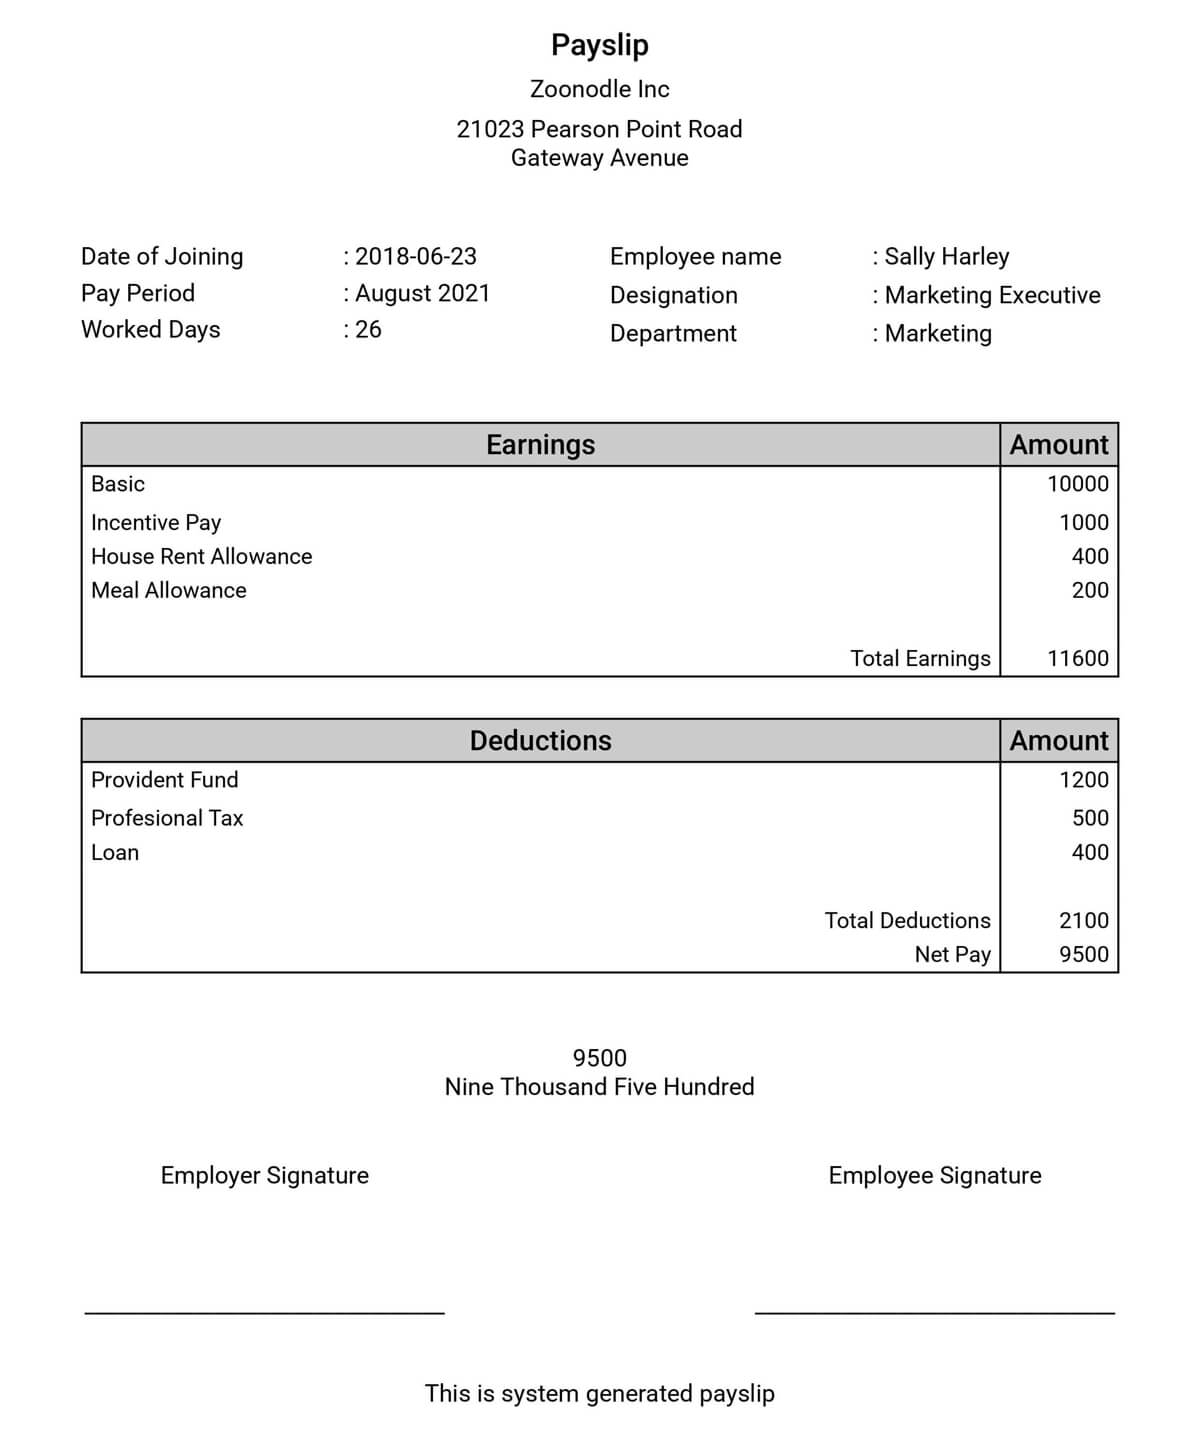 Payslip
Zoonodle Inc
21023 Pearson Point Road
Gateway Avenue
Date of Joining : 2018-06-23 Employee name : Sally Harley
Pay Period : August 2021 Designation : Marketing Executive
Worked Days : 26 Department : Marketing
Earnings Amount
Basic 10000
Incentive Pay 1000
House Rent Allowance 400
Meal Allowance 200
Total Earnings 11600
Deductions Amount
Provident Fund 1200
Profesional Tax 500
Loan 400
Total Deductions 2100
Net Pay 9500
9500
Nine Thousand Five Hundred
Employer Signature Employee Signature
This is system generated payslip